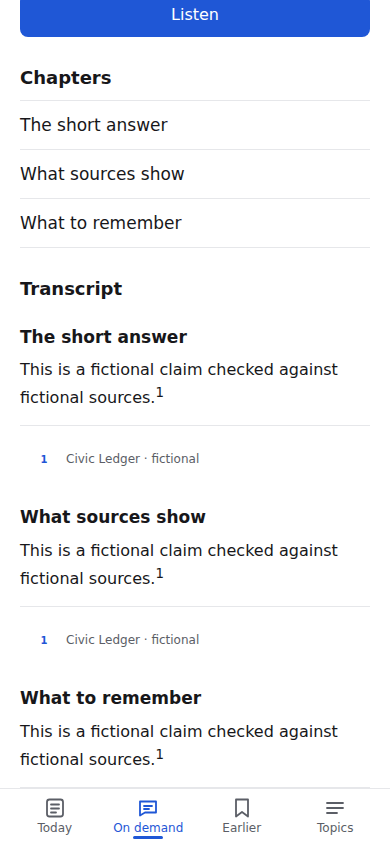 Listen
Chapters
The short answer
What sources show
What to remember
Transcript
The short answer
This is a fictional claim checked against
fictional sources.1
1 Civic Ledger · fictional
What sources show
This is a fictional claim checked against
fictional sources.1
1 Civic Ledger · fictional
What to remember
This is a fictional claim checked against
fictional sources.1
Today On demand Earlier Topics